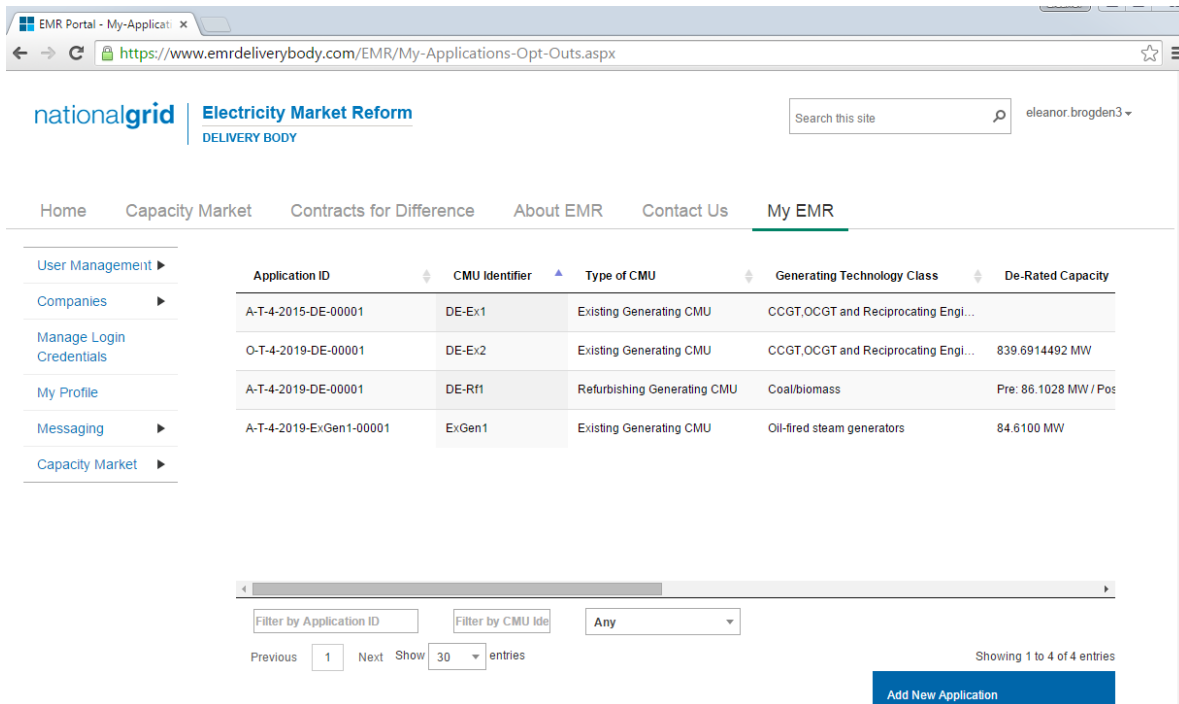 EMR Portal - My-Applicati
https://www.emrdeliverybody.com/EMR/My-Applications-Opt-Outs.aspx
nationalgrid
Electricity Market Reform
DELIVERY BODY
Search this site
eleanor.brogden3
Home Capacity Market Contracts for Difference About EMR Contact Us My EMR
User Management
Companies
Manage Login
Credentials
My Profile
Messaging
Capacity Market
Application ID CMU Identifier Type of CMU Generating Technology Class De-Rated Capacity
A-T-4-2015-DE-00001 DE-Ex1 Existing Generating CMU CCGT,OCGT and Reciprocating Engi...
O-T-4-2019-DE-00001 DE-Ex2 Existing Generating CMU CCGT,OCGT and Reciprocating Engi... 839.6914492 MW
A-T-4-2019-DE-00001 DE-Rf1 Refurbishing Generating CMU Coal/biomass Pre: 86.1028 MW / Pos
A-T-4-2019-ExGen1-00001 ExGen1 Existing Generating CMU Oil-fired steam generators 84.6100 MW
Filter by Application ID Filter by CMU Ide Any
Previous 1 Next Show 30 entries
Showing 1 to 4 of 4 entries
Add New Application